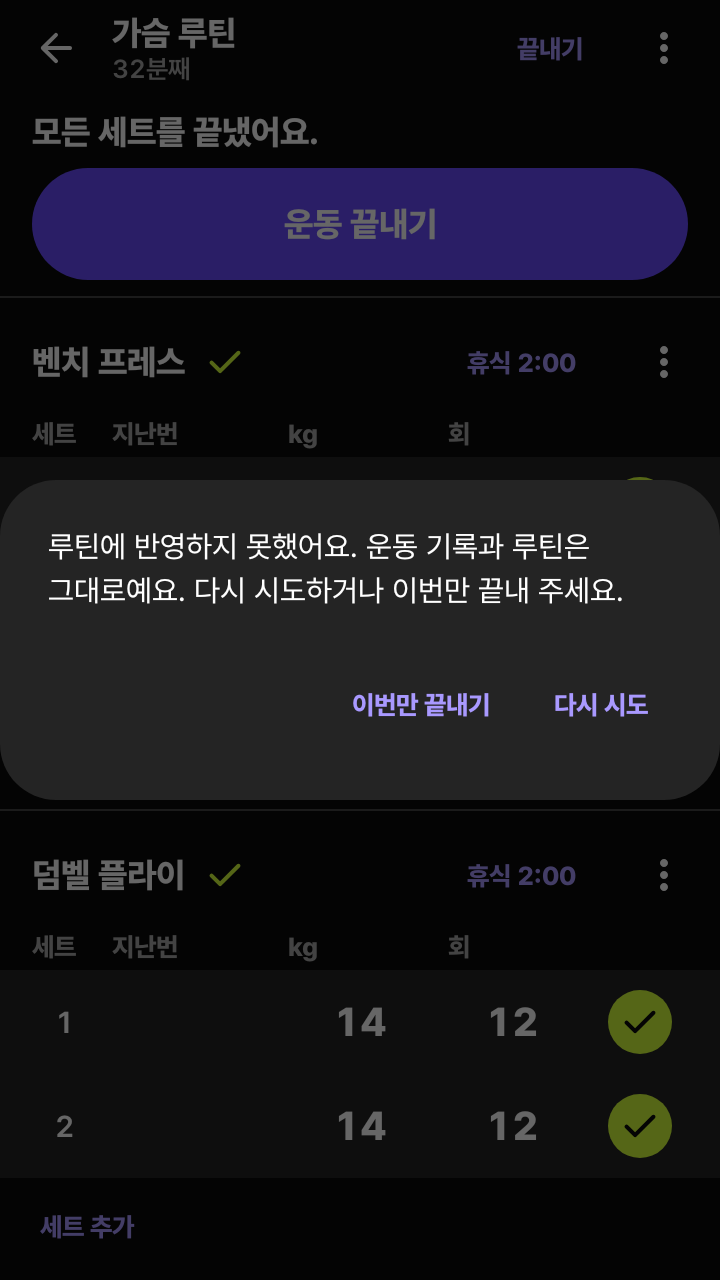 가슴 루틴
32분째
끝내기
모든 세트를 끝냈어요.
운동 끝내기
벤치 프레스
휴식 2:00
세트 지난번 kg 회
루틴에 반영하지 못했어요. 운동 기록과 루틴은
그대로예요. 다시 시도하거나 이번만 끝내 주세요.
이번만 끝내기 다시 시도
덤벨 플라이
휴식 2:00
세트 지난번 kg 회
1 14 12
2 14 12
세트 추가